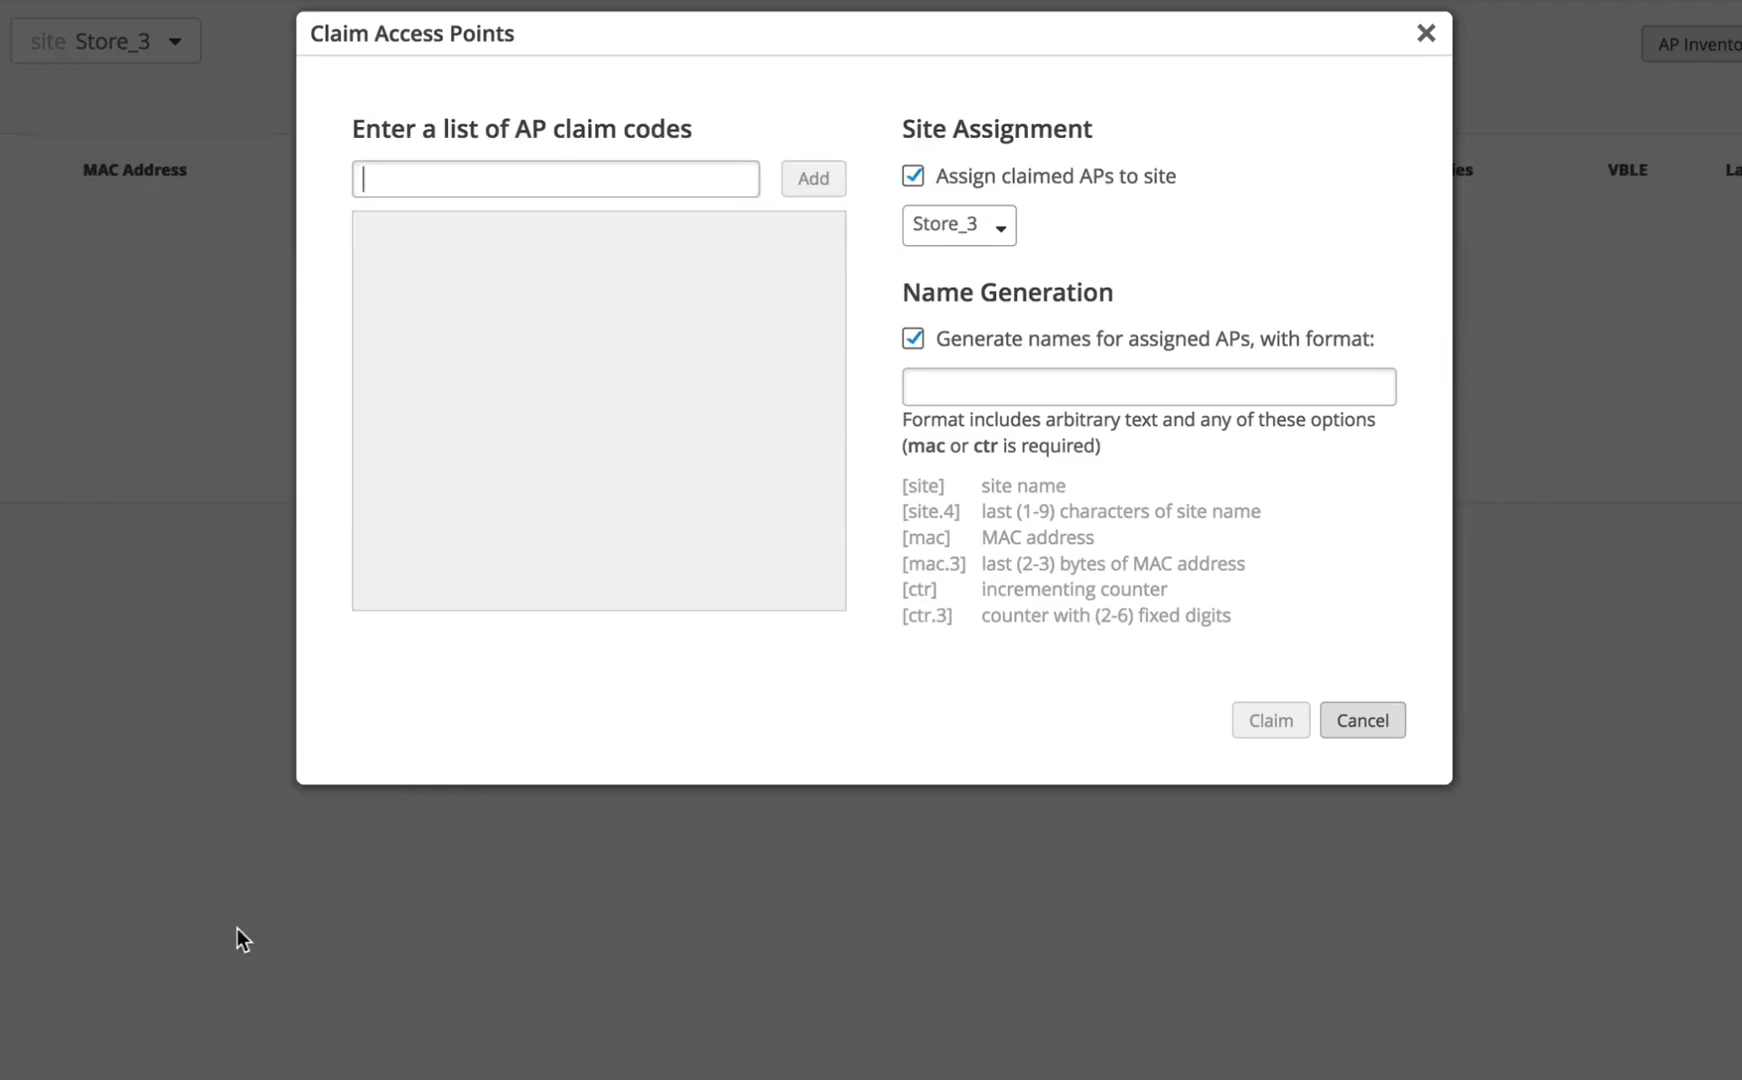 site Store_3
AP Invento
MAC Address
les
VBLE
La
Claim Access Points
Enter a list of AP claim codes
Add
Site Assignment
Assign claimed APs to site
Store_3
Name Generation
Generate names for assigned APs, with format:
Format includes arbitrary text and any of these options
(mac or ctr is required)
[site] site name
[site.4] last (1-9) characters of site name
[mac] MAC address
[mac.3] last (2-3) bytes of MAC address
[ctr] incrementing counter
[ctr.3] counter with (2-6) fixed digits
Claim
Cancel